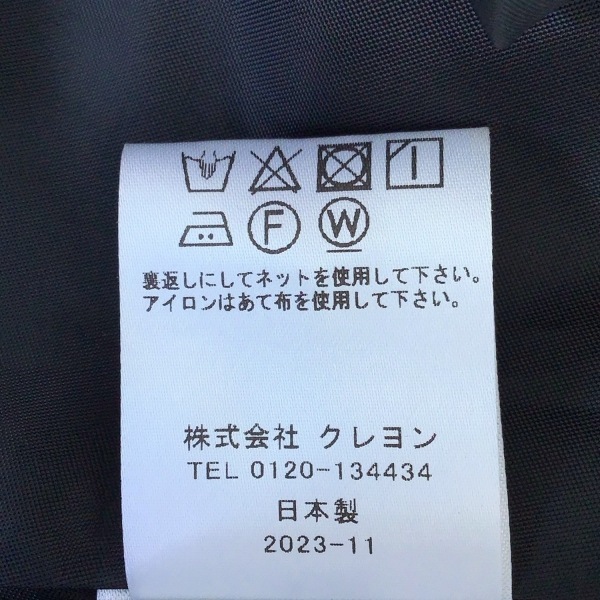 F W
裏返しにしてネットを使用して下さい。
アイロンはあて布を使用して下さい。
株式会社 クレヨン
TEL 0120-134434
日本製
2023-11